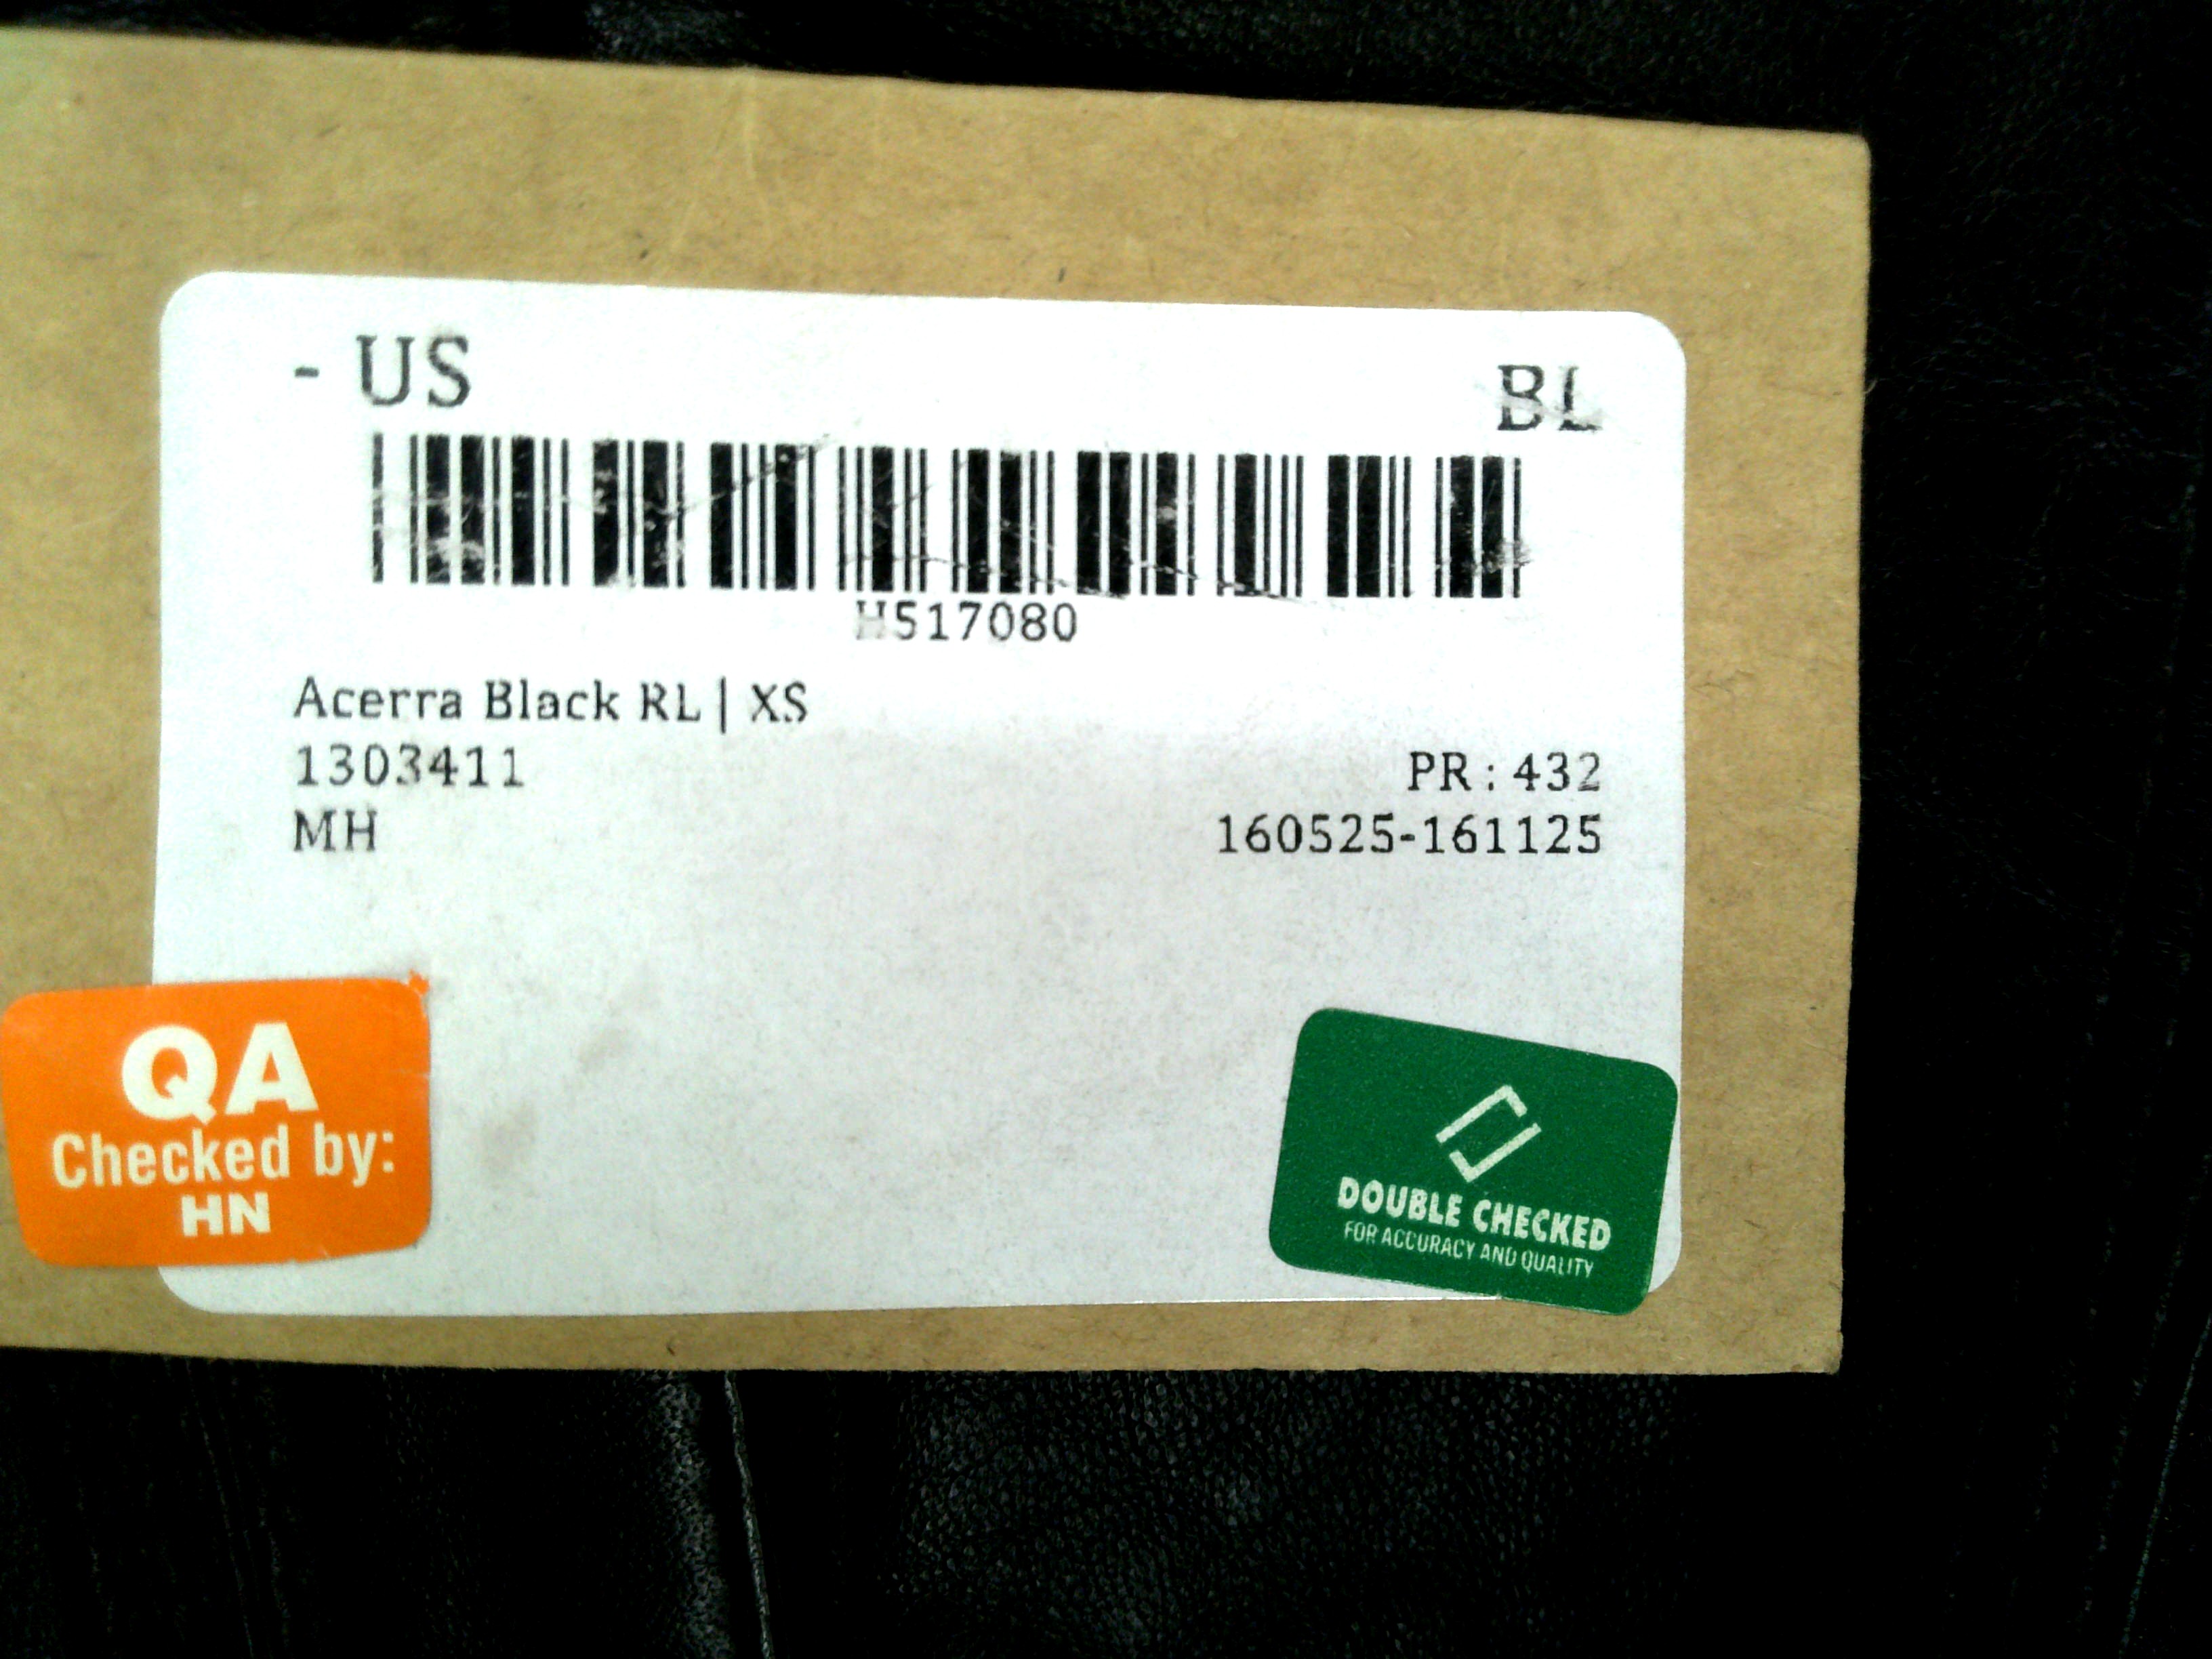 - US BL
H517080
Acerra Black RL | XS
1303411 PR : 432
MH 160525-161125
QA
Checked by:
HN
DOUBLE CHECKED
FOR ACCURACY AND QUALITY